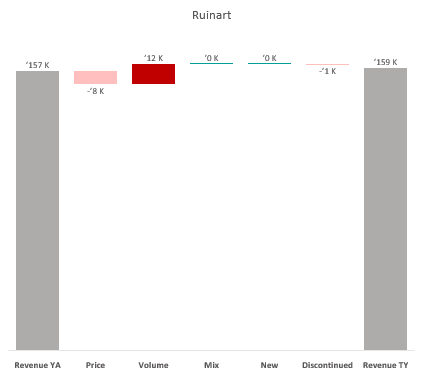 Ruinart
'157 K
-'8 K
'12 K
'0 K
'0 K
-'1 K
'159 K
Revenue YA
Price
Volume
Mix
New
Discontinued
Revenue TY